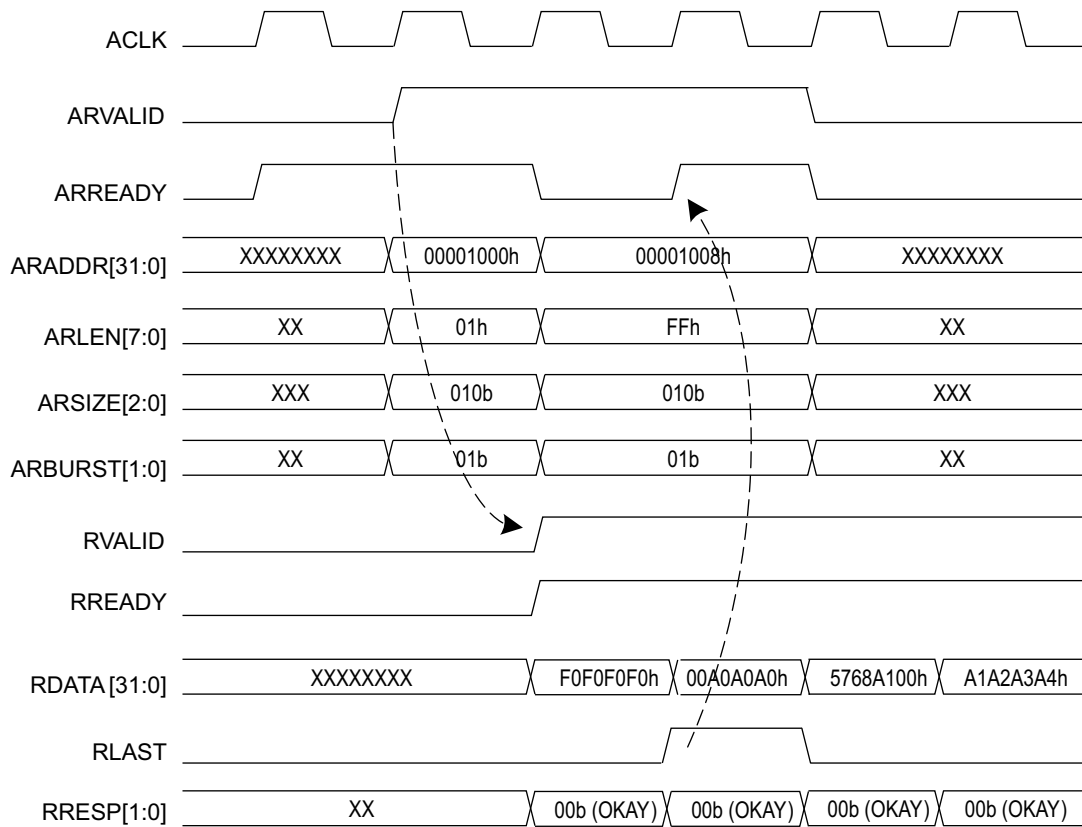 ACLK
ARVALID
ARREADY
ARADDR[31:0] XXXXXXXX 00001000h 00001008h XXXXXXXX
ARLEN[7:0] XX 01h FFh XX
ARSIZE[2:0] XXX 010b 010b XXX
ARBURST[1:0] XX 01b 01b XX
RVALID
RREADY
RDATA [31:0] XXXXXXXX F0F0F0F0h 00A0A0A0h 5768A100h A1A2A3A4h
RLAST
RRESP[1:0] XX 00b (OKAY) 00b (OKAY) 00b (OKAY) 00b (OKAY)